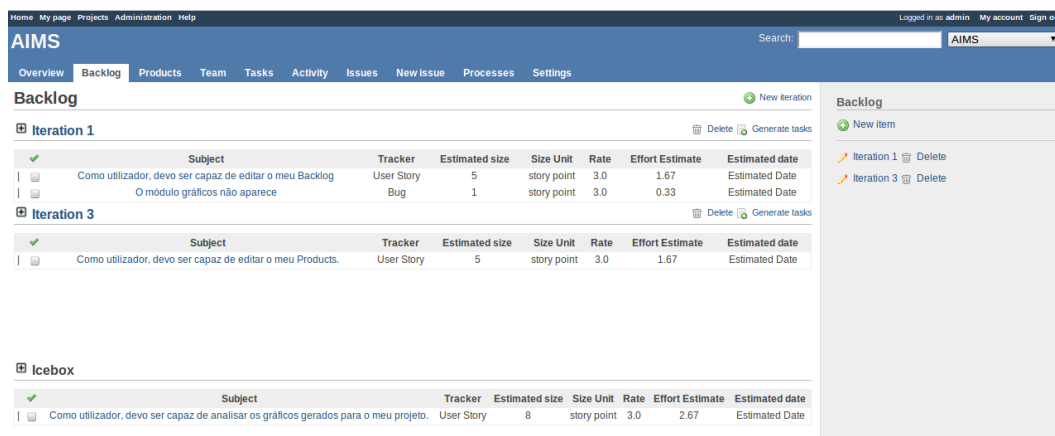 Home My page Projects Administration Help Logged in as admin My account Sign o
AIMS Search: AIMS
Overview Backlog Products Team Tasks Activity Issues New issue Processes Settings
Backlog New iteration
Iteration 1 Delete Generate tasks
Subject Tracker Estimated size Size Unit Rate Effort Estimate Estimated date
Como utilizador, devo ser capaz de editar o meu Backlog User Story 5 story point 3.0 1.67 Estimated Date
O módulo gráficos não aparece Bug 1 story point 3.0 0.33 Estimated Date
Iteration 3 Delete Generate tasks
Subject Tracker Estimated size Size Unit Rate Effort Estimate Estimated date
Como utilizador, devo ser capaz de editar o meu Products. User Story 5 story point 3.0 1.67 Estimated Date
Icebox
Subject Tracker Estimated size Size Unit Rate Effort Estimate Estimated date
Como utilizador, devo ser capaz de analisar os gráficos gerados para o meu projeto. User Story 8 story point 3.0 2.67 Estimated Date
Backlog
New item
Iteration 1 Delete
Iteration 3 Delete